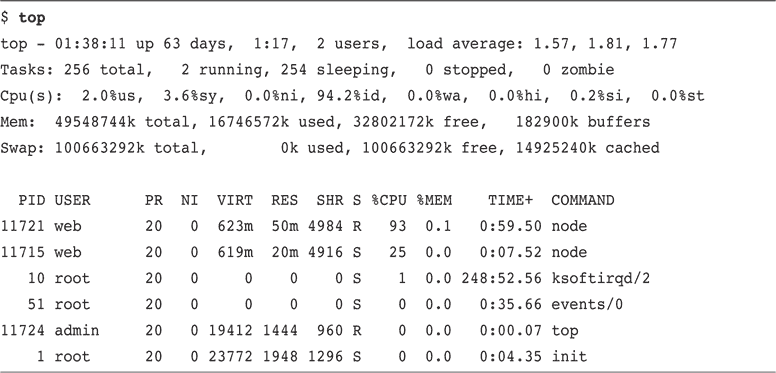 $ top
top - 01:38:11 up 63 days,  1:17,  2 users,  load average: 1.57, 1.81, 1.77
Tasks: 256 total,   2 running, 254 sleeping,   0 stopped,   0 zombie
Cpu(s):  2.0%us,  3.6%sy,  0.0%ni, 94.2%id,  0.0%wa,  0.0%hi,  0.2%si,  0.0%st
Mem:  49548744k total, 16746572k used, 32802172k free,   182900k buffers
Swap: 100663292k total,        0k used, 100663292k free, 14925240k cached
  PID USER      PR  NI  VIRT  RES  SHR S %CPU %MEM    TIME+  COMMAND
11721 web       20   0  623m  50m 4984 R   93  0.1   0:59.50 node
11715 web       20   0  619m  20m 4916 S   25  0.0   0:07.52 node
   10 root      20   0     0    0    0 S    1  0.0 248:52.56 ksoftirqd/2
   51 root      20   0     0    0    0 S    0  0.0   0:35.66 events/0
11724 admin     20   0 19412 1444  960 R    0  0.0   0:00.07 top
    1 root      20   0 23772 1948 1296 S    0  0.0   0:04.35 init